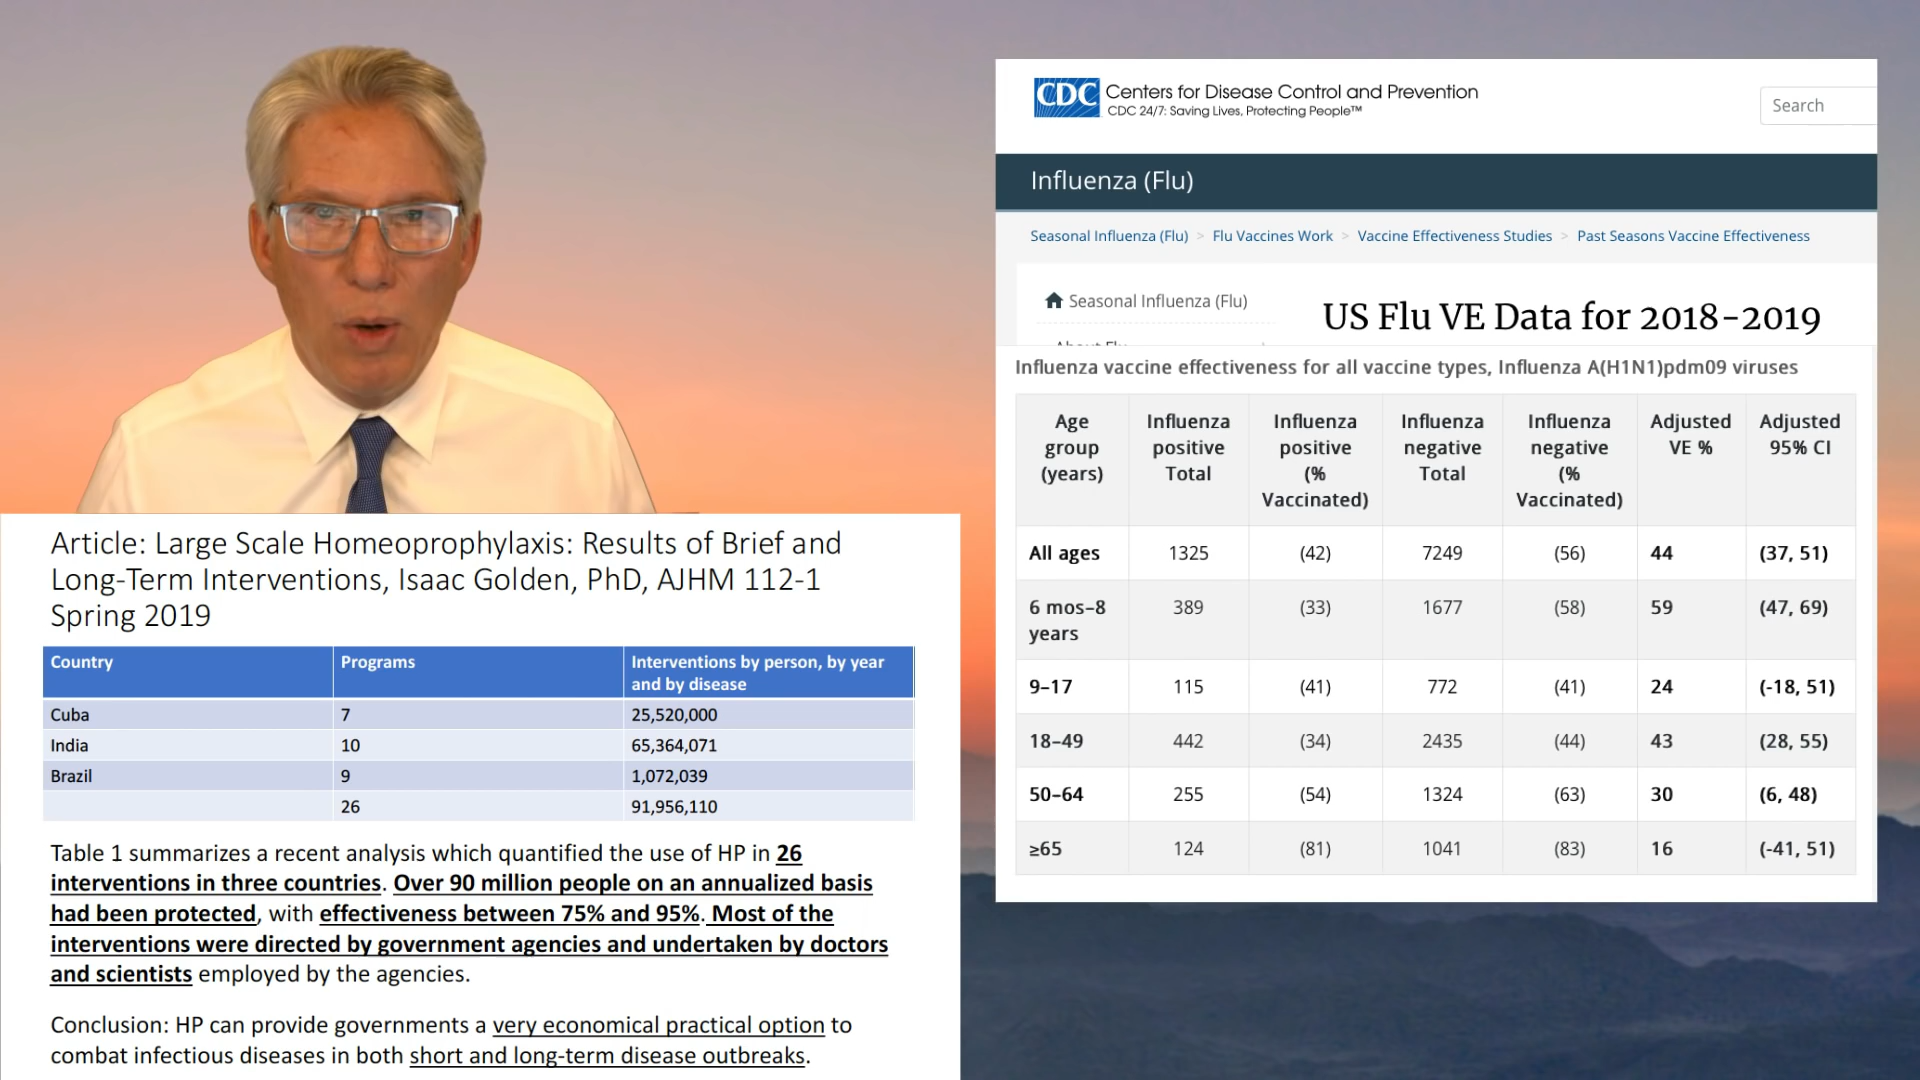 Article: Large Scale Homeoprophylaxis: Results of Brief and
Long-Term Interventions, Isaac Golden, PhD, AJHM 112-1
Spring 2019
Country Programs Interventions by person, by year
and by disease
Cuba 7 25,520,000
India 10 65,364,071
Brazil 9 1,072,039
26 91,956,110
Table 1 summarizes a recent analysis which quantified the use of HP in 26
interventions in three countries. Over 90 million people on an annualized basis
had been protected, with effectiveness between 75% and 95%. Most of the
interventions were directed by government agencies and undertaken by doctors
and scientists employed by the agencies.
Conclusion: HP can provide governments a very economical practical option to
combat infectious diseases in both short and long-term disease outbreaks.
CDC Centers for Disease Control and Prevention
CDC 24/7: Saving Lives, Protecting People™
Search
Influenza (Flu)
Seasonal Influenza (Flu) > Flu Vaccines Work > Vaccine Effectiveness Studies > Past Seasons Vaccine Effectiveness
Seasonal Influenza (Flu)
US Flu VE Data for 2018-2019
Influenza vaccine effectiveness for all vaccine types, Influenza A(H1N1)pdm09 viruses
Age Influenza Influenza Influenza Influenza Adjusted Adjusted
group positive positive negative negative VE % 95% CI
(years) Total (% Total (%
Vaccinated) Vaccinated)
All ages 1325 (42) 7249 (56) 44 (37, 51)
6 mos–8 389 (33) 1677 (58) 59 (47, 69)
years
9–17 115 (41) 772 (41) 24 (-18, 51)
18–49 442 (34) 2435 (44) 43 (28, 55)
50–64 255 (54) 1324 (63) 30 (6, 48)
≥65 124 (81) 1041 (83) 16 (-41, 51)